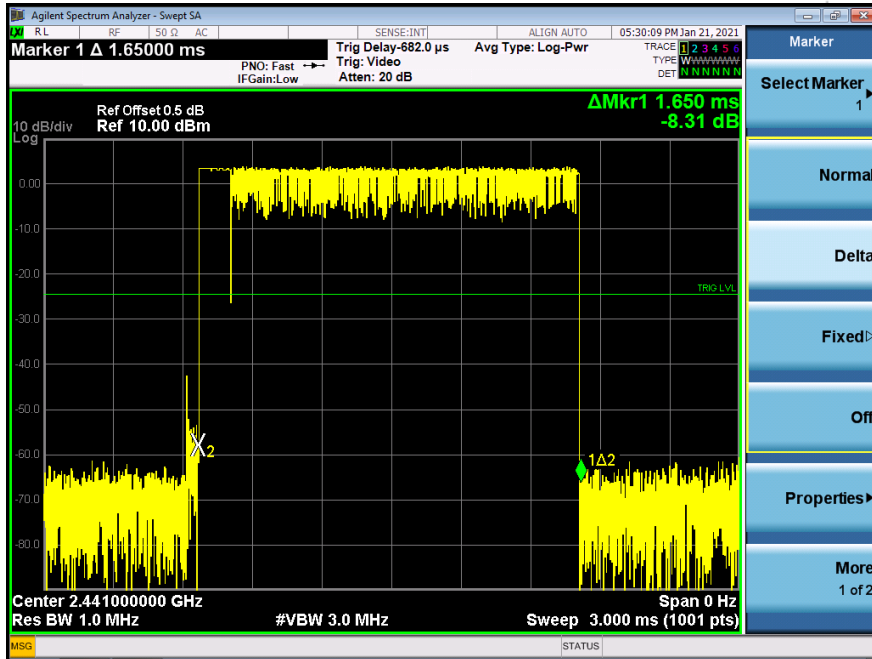 Agilent Spectrum Analyzer - Swept SA
LXI RL RF 50 Ω AC SENSE:INT ALIGN AUTO 05:30:09 PM Jan 21, 2021
Marker 1 Δ 1.65000 ms
PNO: Fast
IFGain:Low
Trig Delay-682.0 µs
Trig: Video
Atten: 20 dB
Avg Type: Log-Pwr
TRACE 1 2 3 4 5 6
TYPE WWWWWW
DET N N N N N N
Marker
Select Marker
1
Normal
Delta
Fixed
Off
Properties
More
1 of 2
ΔMkr1 1.650 ms
-8.31 dB
Ref Offset 0.5 dB
Ref 10.00 dBm
10 dB/div
Log
0.00
-10.0
-20.0
TRIG LVL
-30.0
-40.0
-50.0
2
-60.0
1Δ2
-70.0
-80.0
Center 2.441000000 GHz
Span 0 Hz
Res BW 1.0 MHz
#VBW 3.0 MHz
Sweep 3.000 ms (1001 pts)
MSG
STATUS